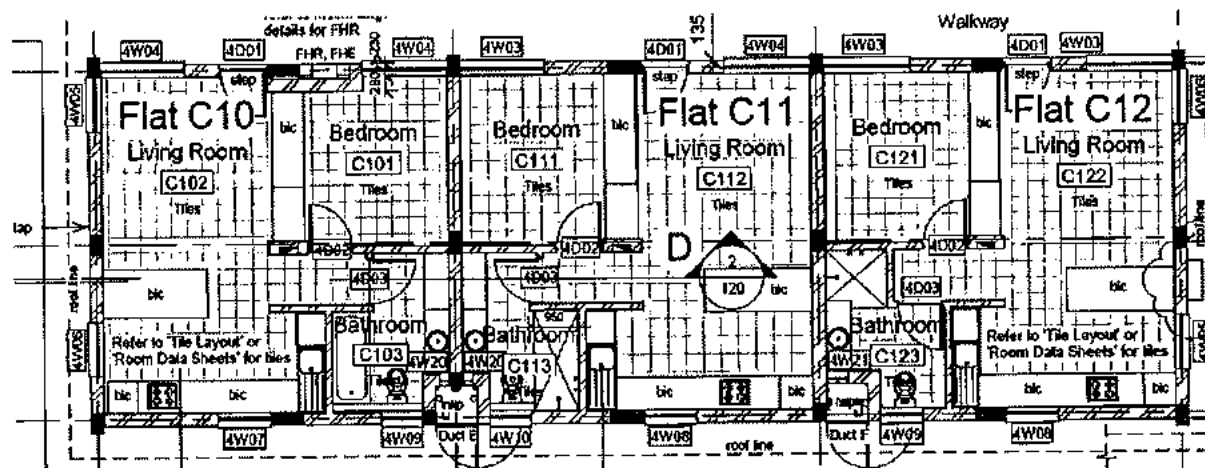 details for FHR
FHR, FHE
135
Walkway
4W04
4D01
4W04
4W03
4D01
4W04
4W03
4D01
4W03
step
step
step
230
280
4W05
Flat C10
Living Room
C102
Tiles
bic
Bedroom
C101
Tiles
Bedroom
C111
Tiles
bic
Flat C11
Living Room
C112
Tiles
Bedroom
C121
Tiles
bic
Flat C12
Living Room
C122
Tiles
roof line
4D02
4D02
4D02
4D03
4D03
4D03
D
2
120
bic
bic
roof line
950
4W06
Refer to 'Tile Layout' or
'Room Data Sheets' for tiles
Bathroom
C103
4W20
4W20
Bathroom
C113
Tiles
4W21
Bathroom
C123
Refer to 'Tile Layout' or
'Room Data Sheets' for tiles
bic
bic
bic
bic
bic
bic
4W07
4W09
Duct E
4W10
4W08
roof line
Duct F
4W09
4W08